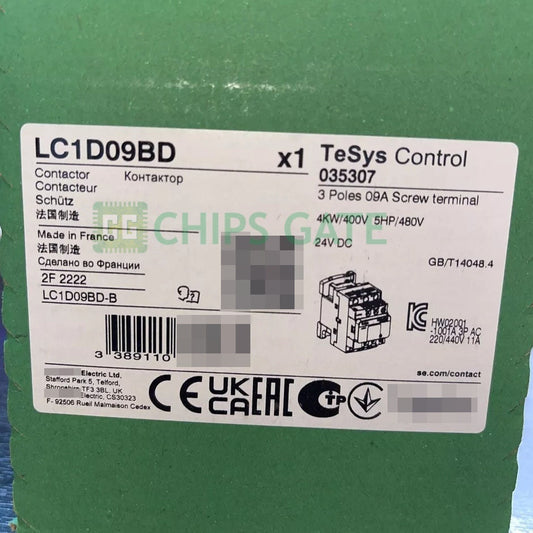 LC1D09BD
x1
TeSys Control
035307
Contactor Контактор
Contacteur
Schütz
法国制造
3 Poles 09A Screw terminal
4KW/400V 5HP/480V
24V DC
CHIPS GATE
Made in France
法国制造
Сделано во Франции
GB/T14048.4
2F 2222
LC1D09BD-B
HW02001
220/440V 11A
3 389110
Electric Ltd,
Stafford Park 5, Telford,
Shropshire TF3 3BL, UK
Electric, CS30323
F- 92506 Rueil Malmaison Cedex
se.com/contact
CE UK CA EAC